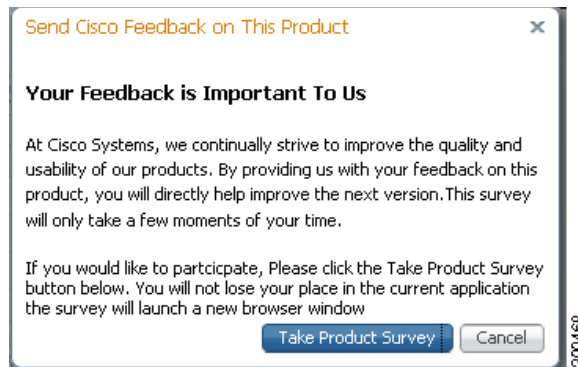 Send Cisco Feedback on This Product
Your Feedback is Important To Us
At Cisco Systems, we continually strive to improve the quality and
usability of our products. By providing us with your feedback on this
product, you will directly help improve the next version.This survey
will only take a few moments of your time.
If you would like to partcicpate, Please click the Take Product Survey
button below. You will not lose your place in the current application
the survey will launch a new browser window
Take Product Survey
Cancel